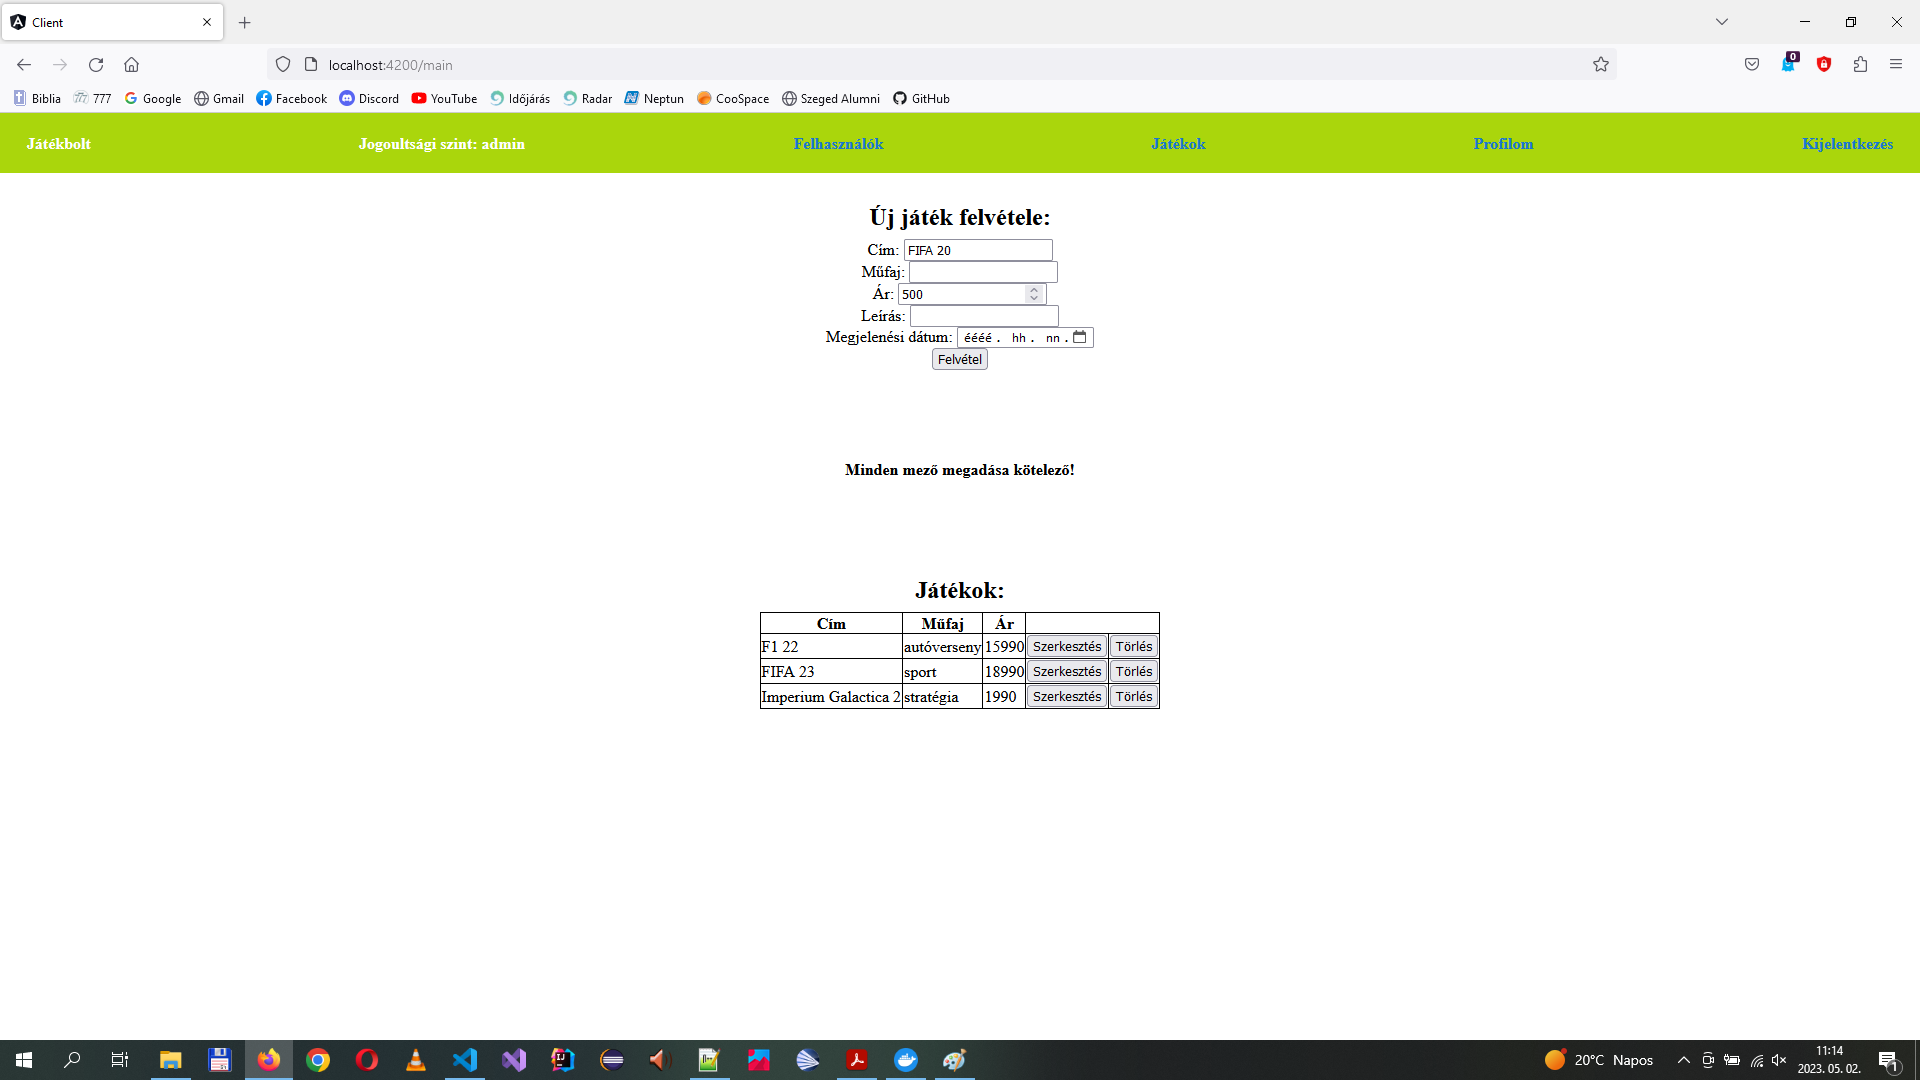 Client
localhost:4200/main
0
Biblia 777 Google Gmail Facebook Discord YouTube Időjárás Radar Neptun CooSpace Szeged Alumni GitHub
Játékbolt Jogoultsági szint: admin Felhasználók Játékok Profilom Kijelentkezés
Új játék felvétele:
Cím: FIFA 20
Műfaj:
Ár: 500
Leírás:
Megjelenési dátum: éééé. hh. nn.
Felvétel
Minden mező megadása kötelező!
Játékok:
Cím Műfaj Ár
F1 22 autóverseny 15990 Szerkesztés Törlés
FIFA 23 sport 18990 Szerkesztés Törlés
Imperium Galactica 2 stratégia 1990 Szerkesztés Törlés
20°C Napos
11:14
2023. 05. 02.
1